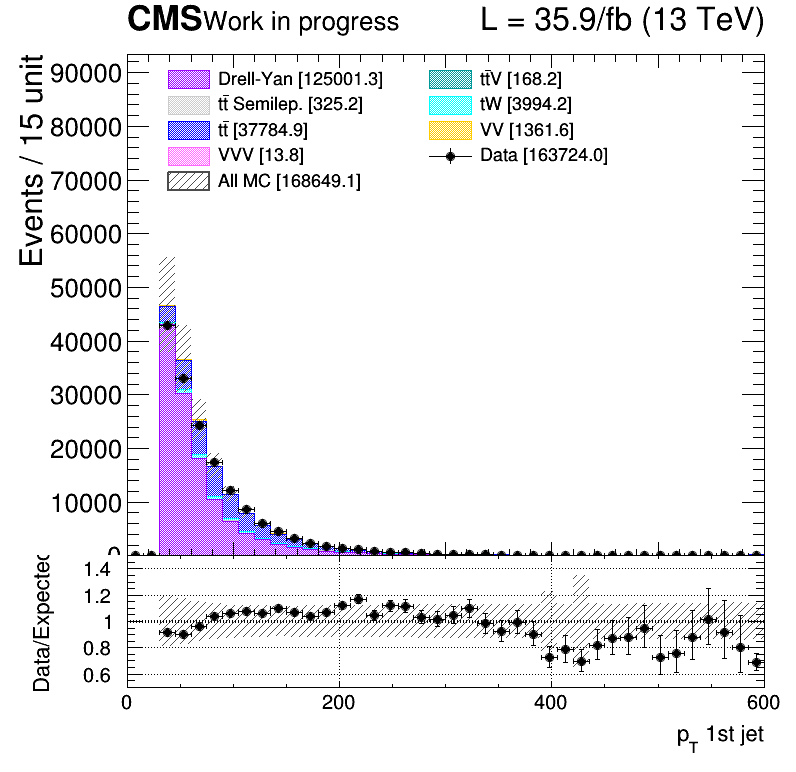 CMS Work in progress L = 35.9/fb (13 TeV)
Events / 15 unit
90000
80000
70000
60000
50000
40000
30000
20000
10000
0
Drell-Yan [125001.3]
tt̄ Semilep. [325.2]
tt̄ [37784.9]
VVV [13.8]
All MC [168649.1]
tt̄V [168.2]
tW [3994.2]
VV [1361.6]
Data [163724.0]
Data/Expected
1.4
1.2
1
0.8
0.6
0 200 400 600
p_T 1st jet